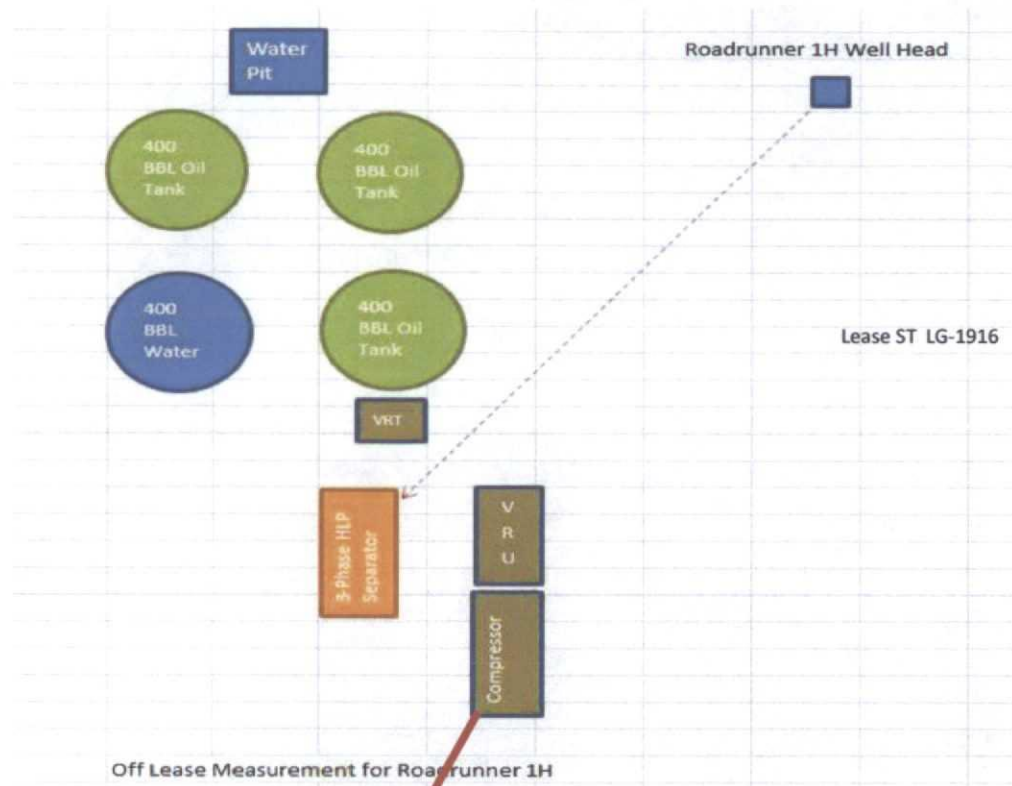 Water
Pit
Roadrunner 1H Well Head
400
BBL Oil
Tank
400
BBL Oil
Tank
400
BBL
Water
400
BBL Oil
Tank
Lease ST LG-1916
VRT
3-Phase HLP
Separator
V
R
U
Compressor
Off Lease Measurement for Roadrunner 1H